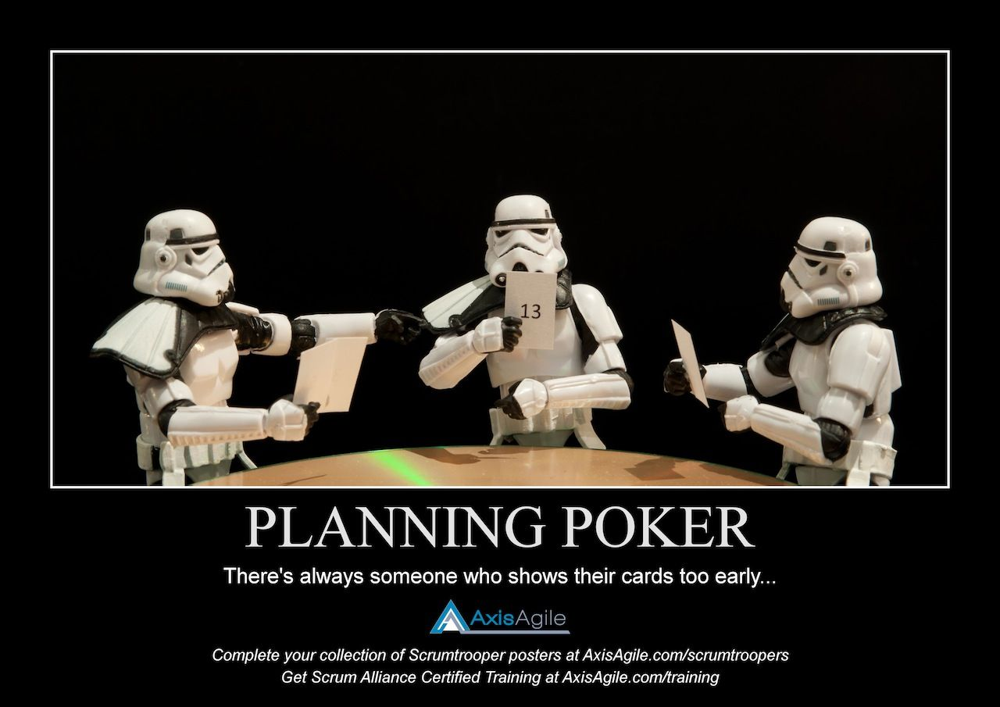 13
PLANNING POKER
There's always someone who shows their cards too early...
AxisAgile
Complete your collection of Scrumtrooper posters at AxisAgile.com/scrumtroopers
Get Scrum Alliance Certified Training at AxisAgile.com/training